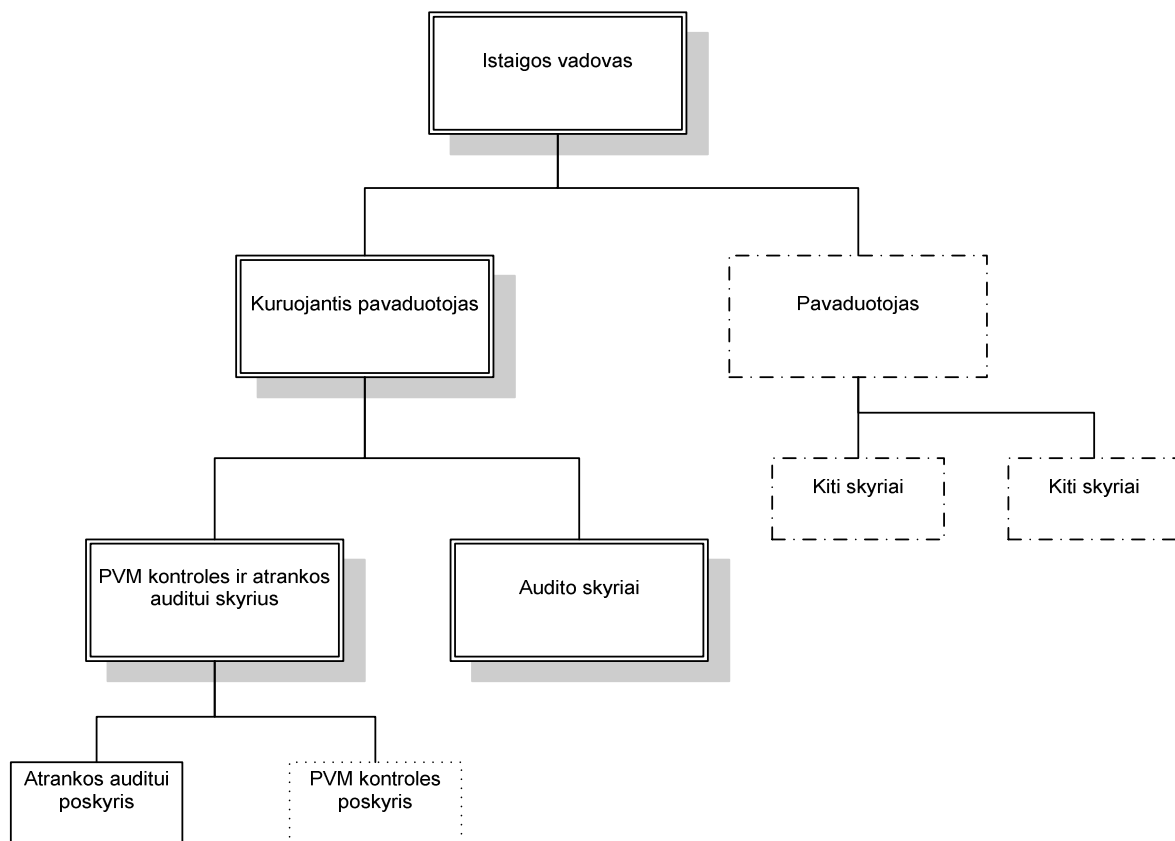 Istaigos vadovas
Kuruojantis pavaduotojas
Pavaduotojas
Kiti skyriai
Kiti skyriai
PVM kontroles ir atrankos
auditui skyrius
Audito skyriai
Atrankos auditui
poskyris
PVM kontroles
poskyris